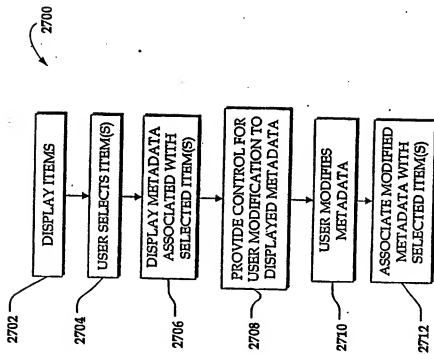 2700
2702
DISPLAY ITEMS
2704
USER SELECTS ITEM(S)
2706
DISPLAY METADATA
ASSOCIATED WITH
SELECTED ITEM(S)
2708
PROVIDE CONTROL FOR
USER MODIFICATION TO
DISPLAYED METADATA
2710
USER MODIFIES
METADATA
2712
ASSOCIATE MODIFIED
METADATA WITH
SELECTED ITEM(S)